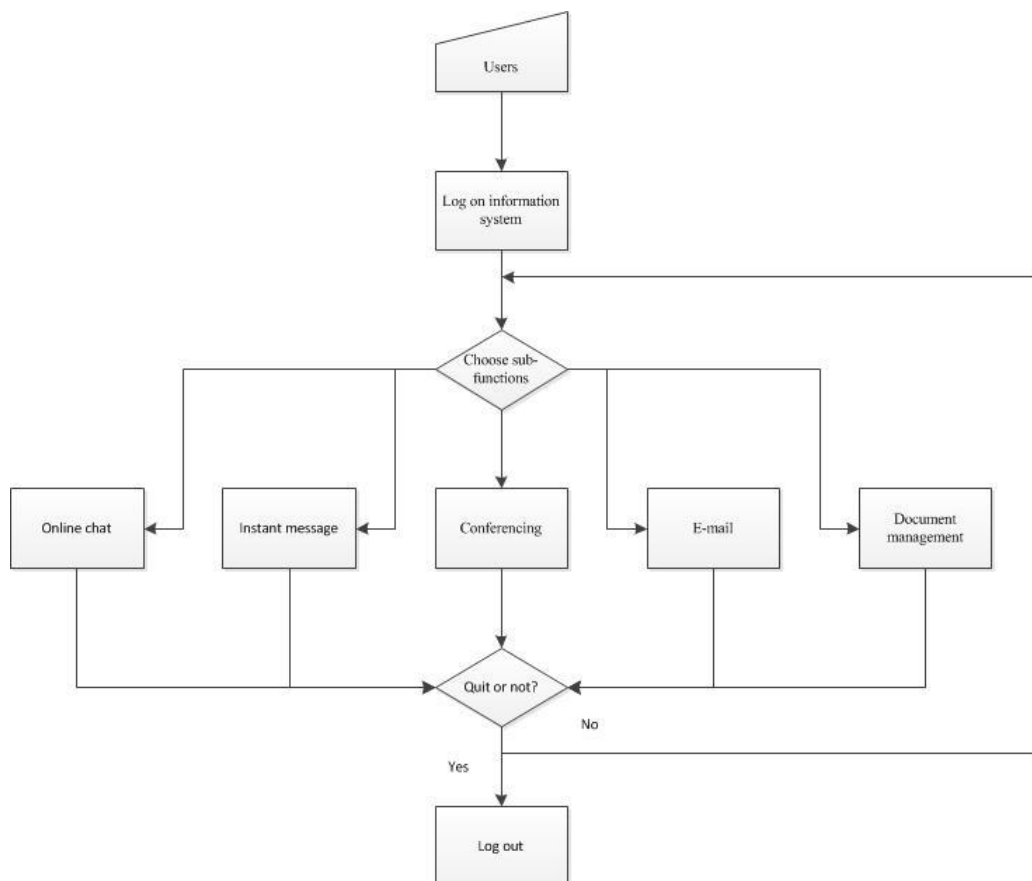 Users
Log on information
system
Choose sub-
functions
Online chat
Instant message
Conferencing
E-mail
Document
management
Quit or not?
No
Yes
Log out